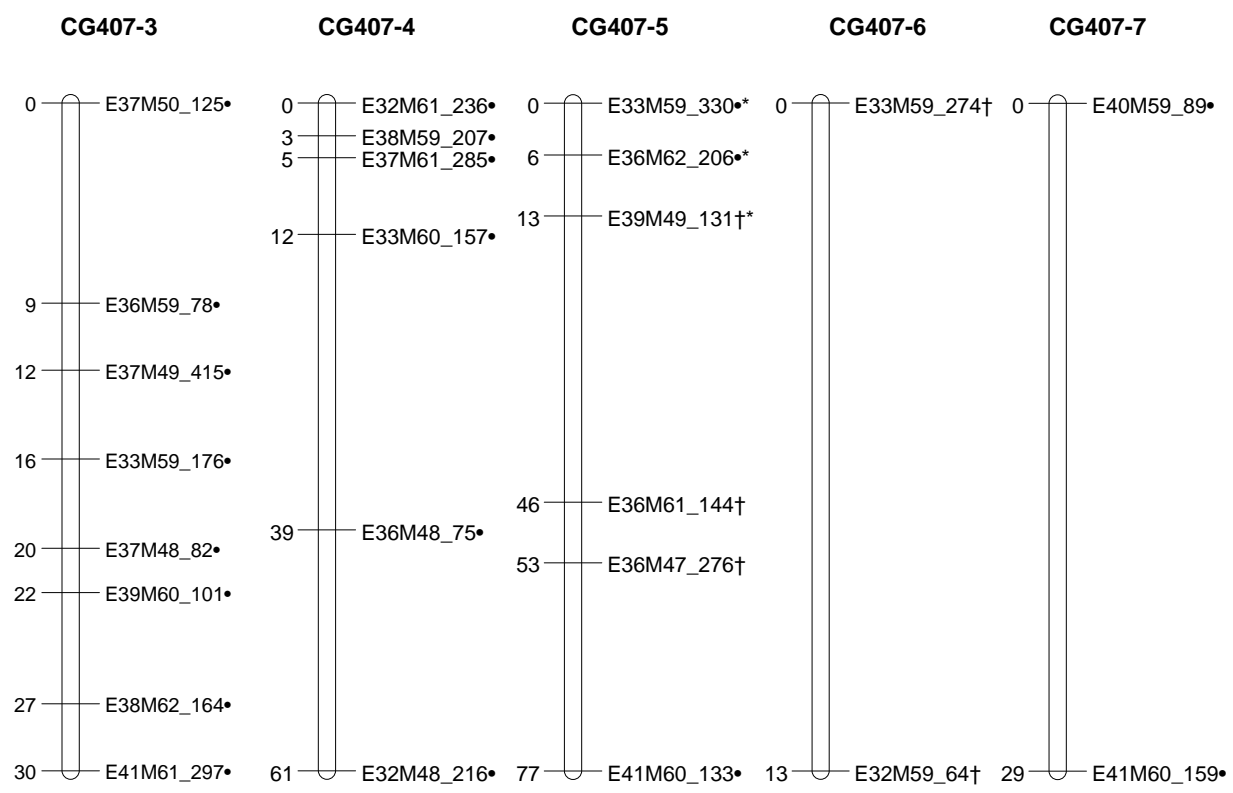 CG407-3
0 E37M50_125•
9 E36M59_78•
12 E37M49_415•
16 E33M59_176•
20 E37M48_82•
22 E39M60_101•
27 E38M62_164•
30 E41M61_297•
CG407-4
0 E32M61_236•
3 E38M59_207•
5 E37M61_285•
12 E33M60_157•
39 E36M48_75•
61 E32M48_216•
CG407-5
0 E33M59_330•*
6 E36M62_206•*
13 E39M49_131†*
46 E36M61_144†
53 E36M47_276†
77 E41M60_133•
CG407-6
0 E33M59_274†
13 E32M59_64†
CG407-7
0 E40M59_89•
29 E41M60_159•